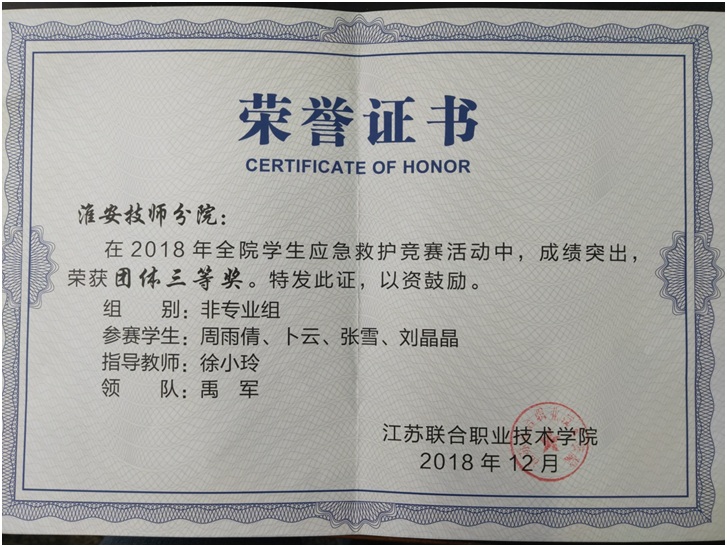 荣誉证书
CERTIFICATE OF HONOR
淮安技师分院：
在2018年全院学生应急救护竞赛活动中，成绩突出，
荣获团体三等奖。特发此证，以资鼓励。
组　别：非专业组
参赛学生：周雨倩、卜云、张雪、刘晶晶
指导教师：徐小玲
领　队：禹　军
江苏联合职业技术学院
2018年12月